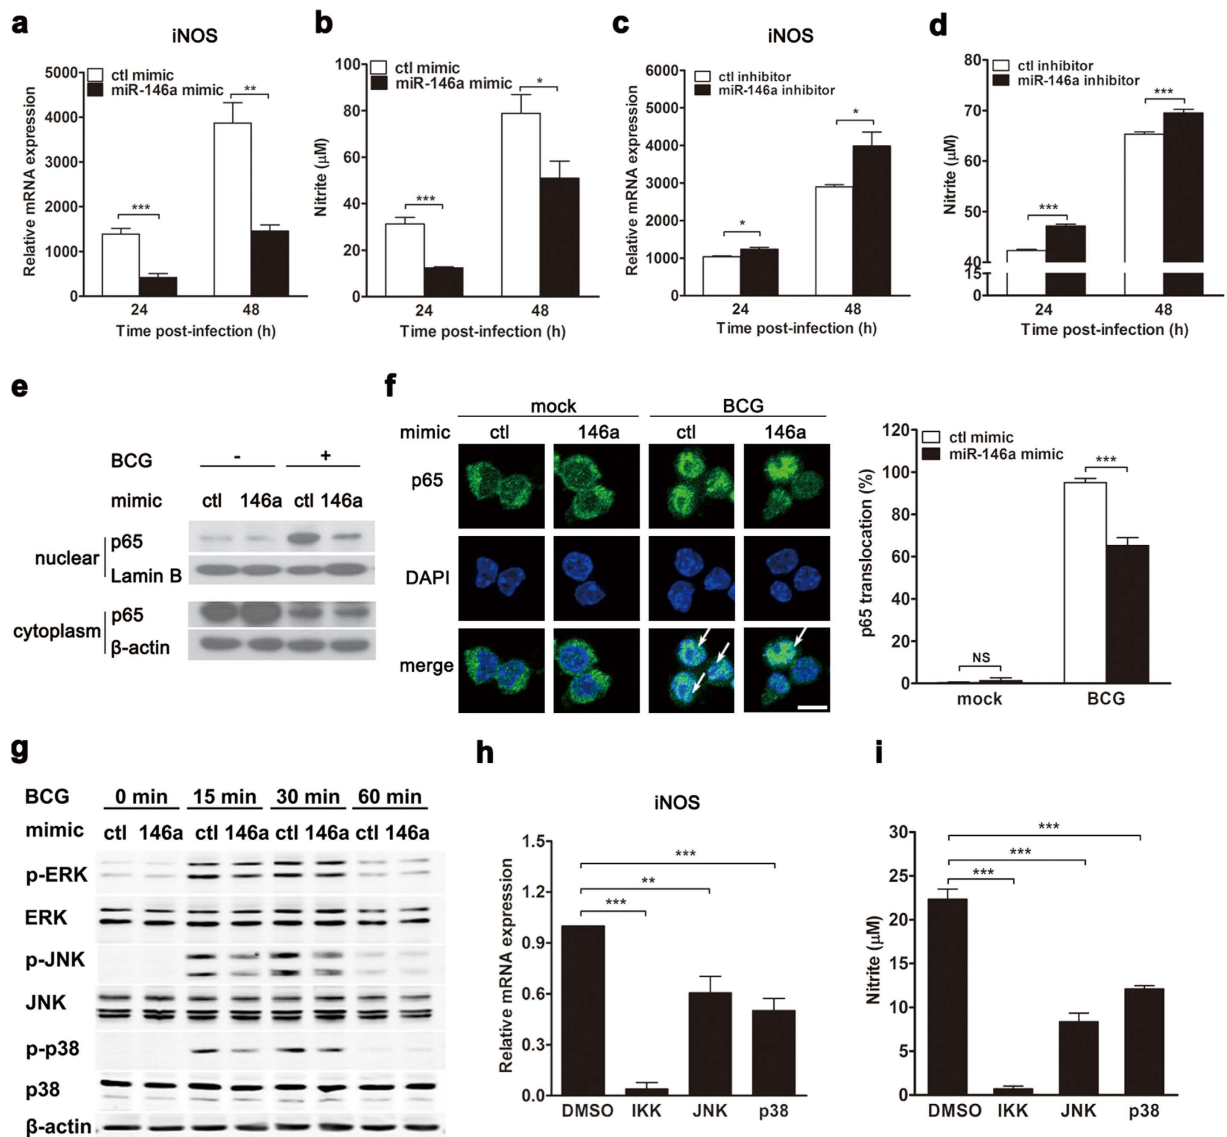 a
iNOS
ctl mimic
miR-146a mimic
Relative mRNA expression
5000
4000
3000
2000
1000
0
***
**
24
48
Time post-infection (h)
b
ctl mimic
miR-146a mimic
Nitrite (μM)
100
80
60
40
20
0
***
*
24
48
Time post-infection (h)
c
iNOS
ctl inhibitor
miR-146a inhibitor
Relative mRNA expression
6000
5000
4000
3000
2000
1000
0
*
*
24
48
Time post-infection (h)
d
ctl inhibitor
miR-146a inhibitor
Nitrite (μM)
80
70
60
50
40
15
0
***
***
24
48
Time post-infection (h)
e
BCG - +
mimic ctl 146a ctl 146a
nuclear
p65
Lamin B
cytoplasm
p65
β-actin
f
mock BCG
mimic ctl 146a ctl 146a
p65
DAPI
merge
ctl mimic
miR-146a mimic
p65 translocation (%)
120
100
80
60
40
20
0
NS
***
mock
BCG
g
BCG 0 min 15 min 30 min 60 min
mimic ctl 146a ctl 146a ctl 146a ctl 146a
p-ERK
ERK
p-JNK
JNK
p-p38
p38
β-actin
h
iNOS
Relative mRNA expression
1.5
1.2
0.9
0.6
0.3
0.0
***
**
***
DMSO IKK JNK p38
i
Nitrite (μM)
30
25
20
15
10
5
0
***
***
***
DMSO IKK JNK p38